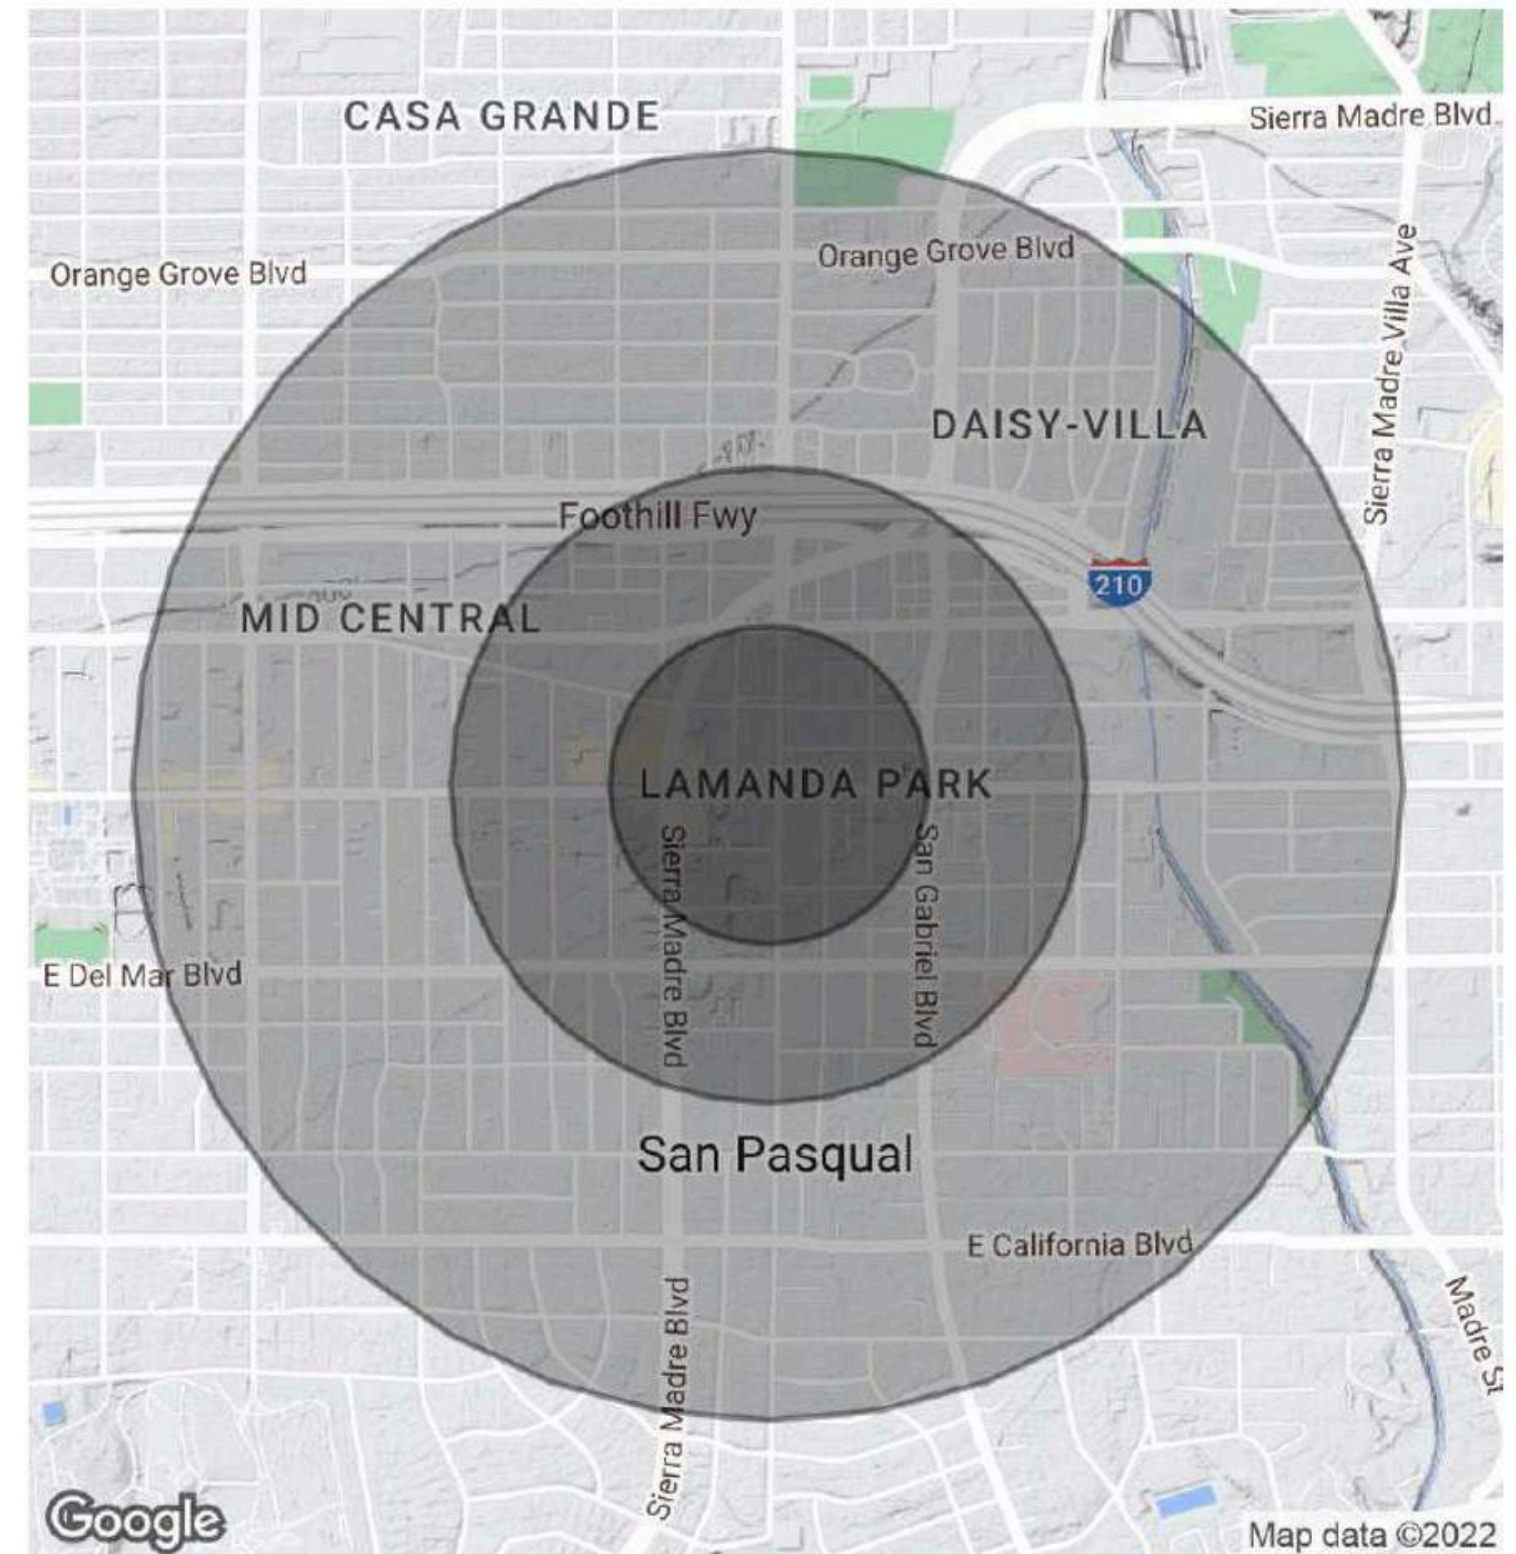 CASA GRANDE
Sierra Madre Blvd
Orange Grove Blvd
Orange Grove Blvd
Sierra Madre Villa Ave
DAISY-VILLA
Foothill Fwy
210
MID CENTRAL
LAMANDA PARK
Sierra Madre Blvd
San Gabriel Blvd
E Del Mar Blvd
San Pasqual
E California Blvd
Sierra Madre Blvd
Madre St
Google
Map data ©2022